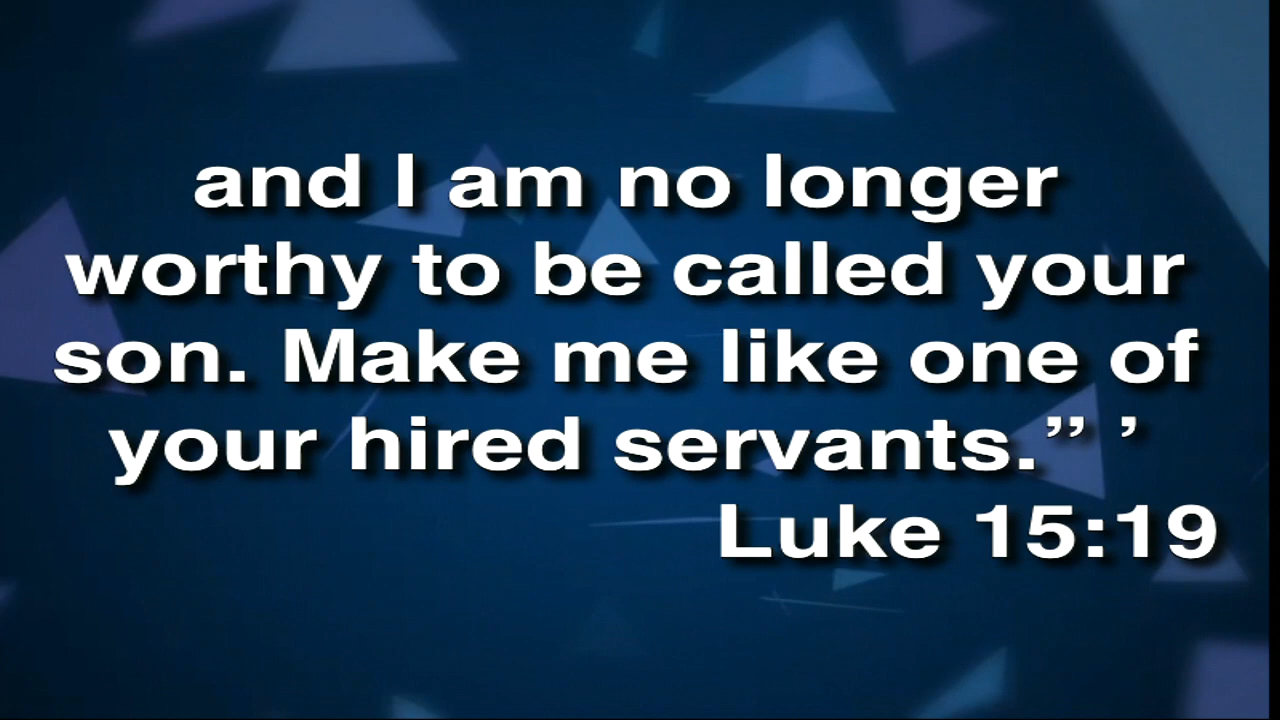 and I am no longer
worthy to be called your
son. Make me like one of
your hired servants.” ’
Luke 15:19